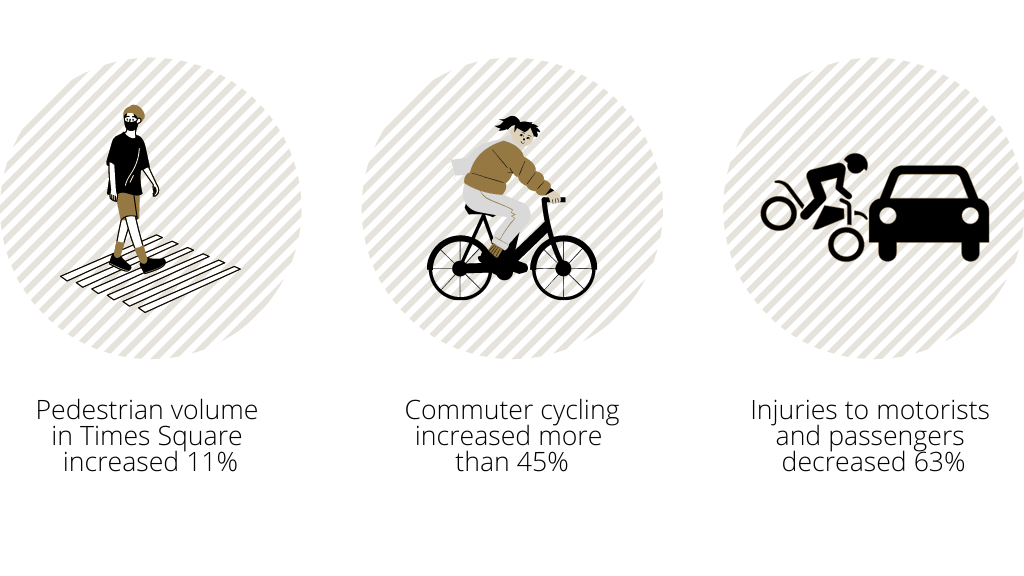 Pedestrian volume
in Times Square
increased 11%
Commuter cycling
increased more
than 45%
Injuries to motorists
and passengers
decreased 63%